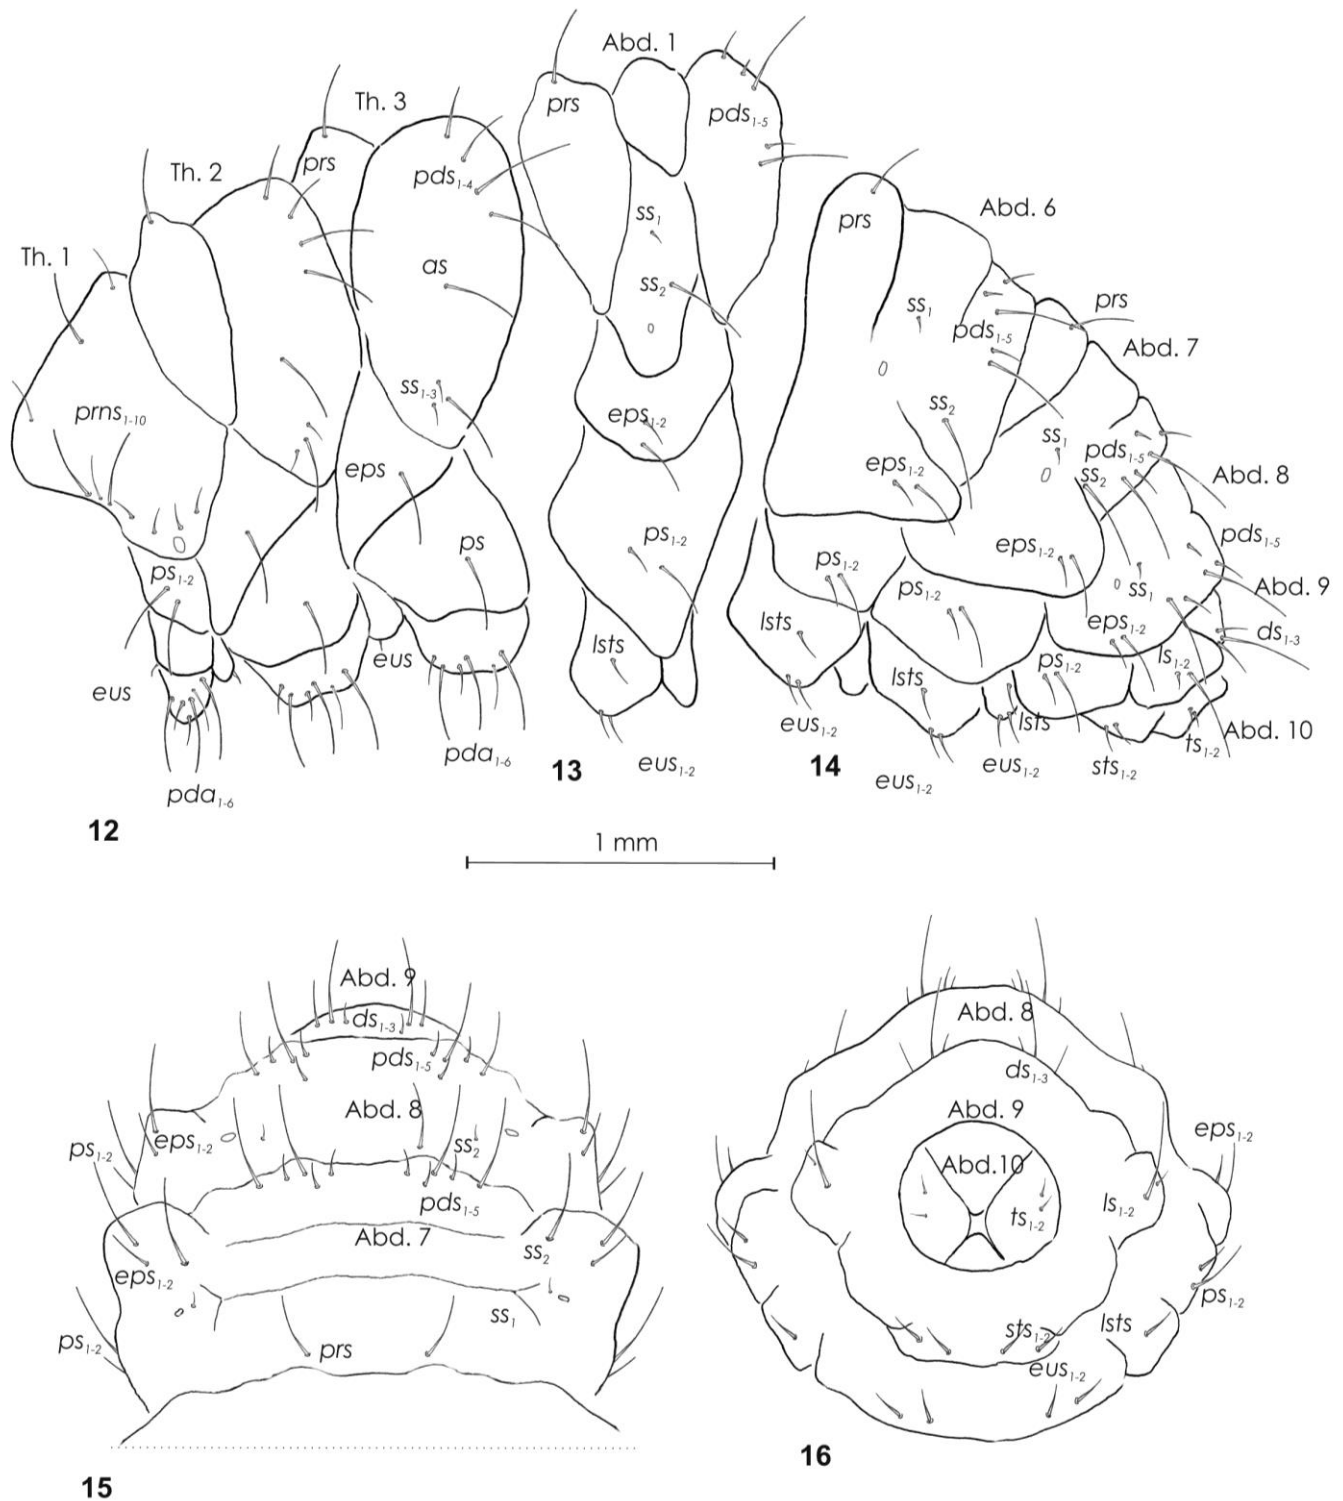 Th. 1
Th. 2
Th. 3
prs
pds1-4
as
ss1-3
prns1-10
eps
ps
ps1-2
eus
eus
pda1-6
pda1-6
12
Abd. 1
prs
pds1-5
ss1
ss2
eps1-2
ps1-2
lsts
eus1-2
13
prs
Abd. 6
ss1
pds1-5
prs
Abd. 7
ss2
ss1
pds1-5
ss2
Abd. 8
eps1-2
pds1-5
eps1-2
ss1
Abd. 9
ps1-2
ps1-2
eps1-2
ds1-3
lsts
ps1-2
ls1-2
lsts
lsts
Abd. 10
eus1-2
eus1-2
eus1-2
sts1-2
ts1-2
14
1 mm
Abd. 9
ds1-3
pds1-5
Abd. 8
ps1-2
eps1-2
ss2
pds1-5
Abd. 7
ss2
eps1-2
ss1
ps1-2
prs
15
Abd. 8
ds1-3
Abd. 9
eps1-2
Abd.10
ts1-2
ls1-2
ps1-2
sts1-2
lsts
eus1-2
16